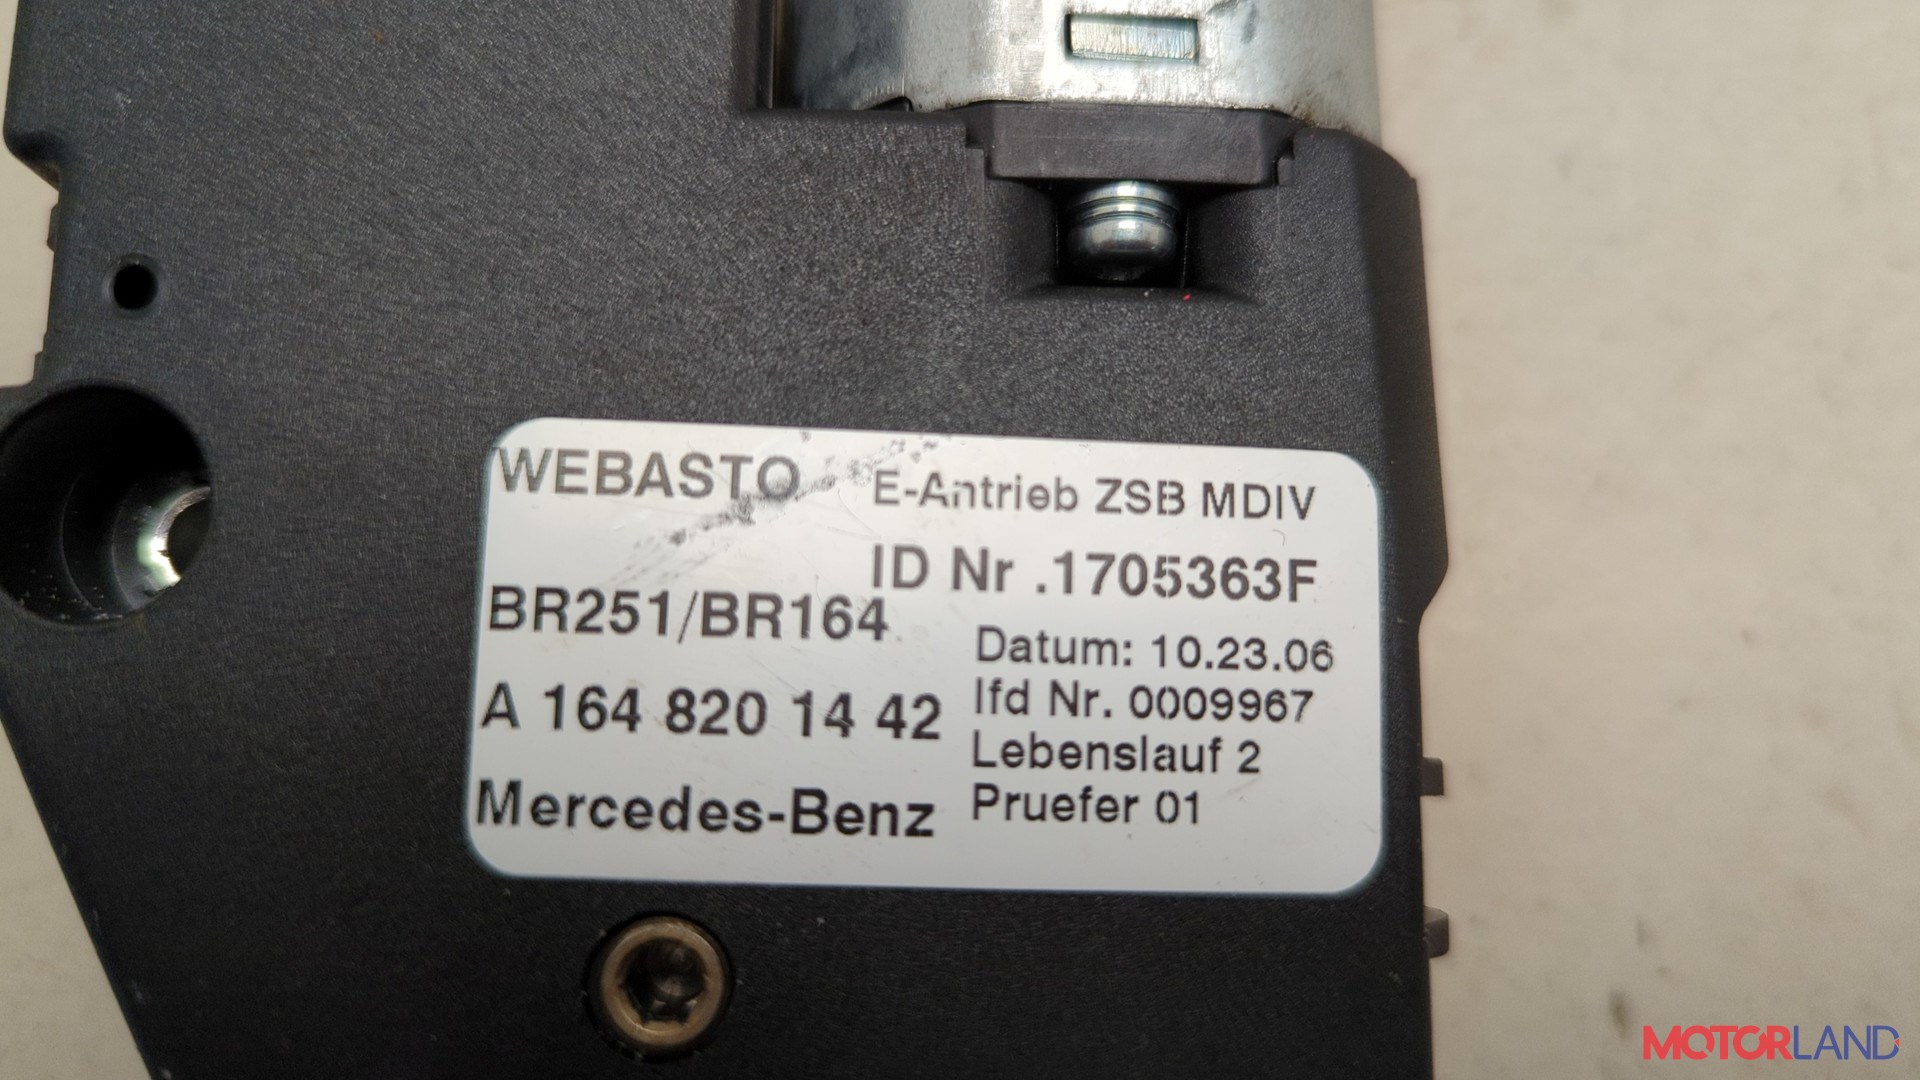 WEBASTO E-Antrieb ZSB MDIV
ID Nr .1705363F
BR251/BR164
Datum: 10.23.06
A 164 820 14 42
lfd Nr. 0009967
Lebenslauf 2
Mercedes-Benz
Pruefer 01
MOTORLAND